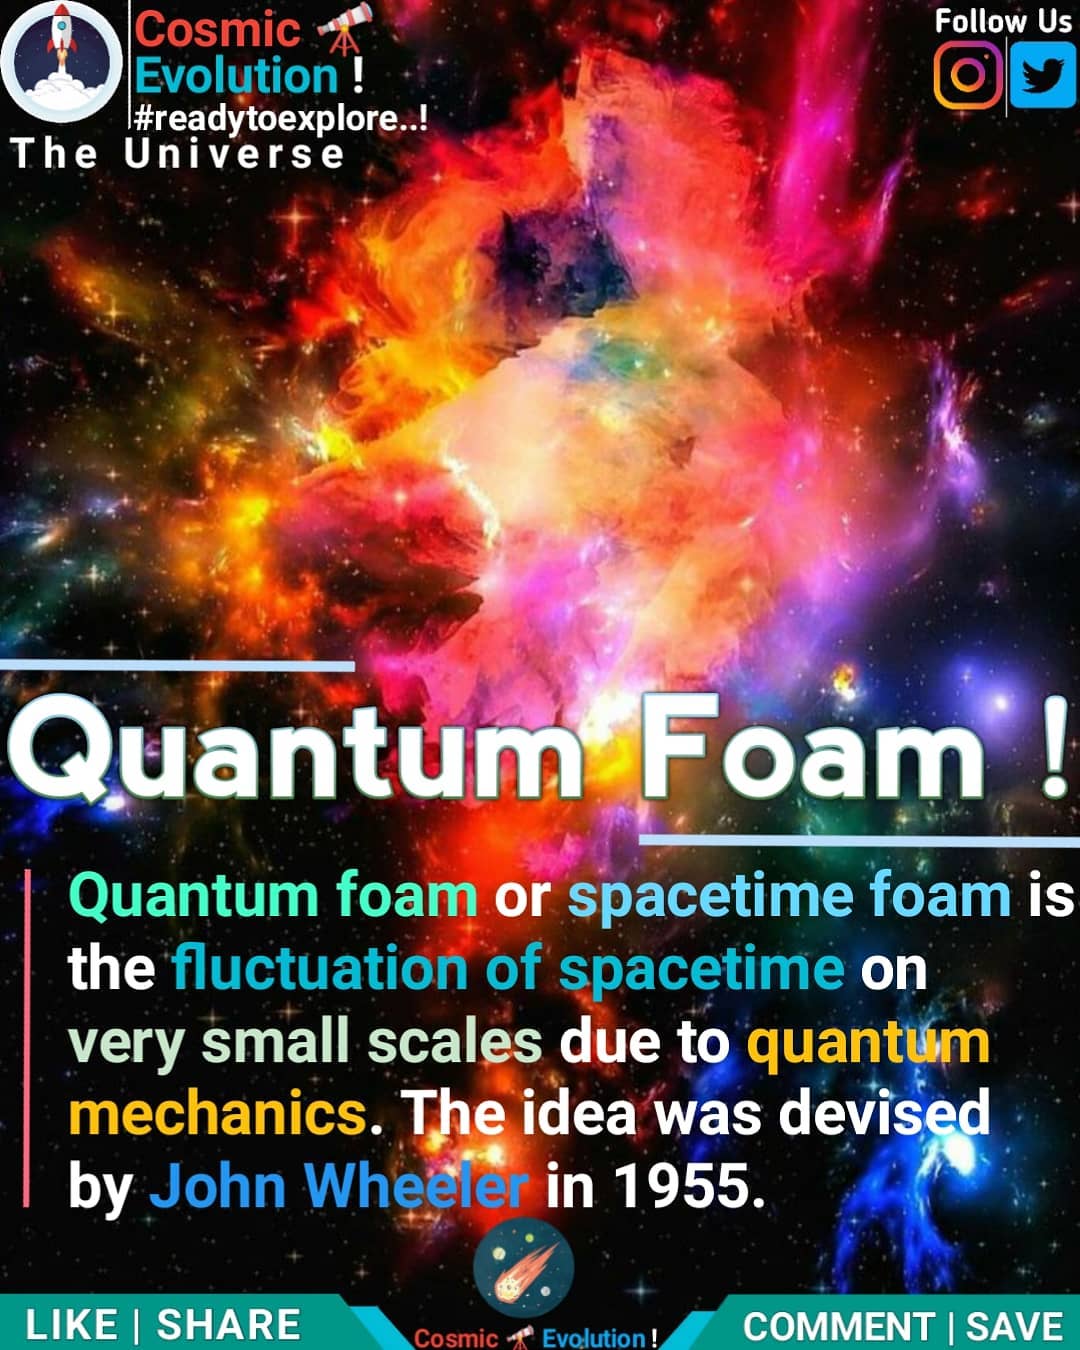 Cosmic
Evolution !
#readytoexplore..!
The Universe
Follow Us
Quantum Foam !
Quantum foam or spacetime foam is
the fluctuation of spacetime on
very small scales due to quantum
mechanics. The idea was devised
by John Wheeler in 1955.
LIKE | SHARE
Cosmic Evolution !
COMMENT | SAVE